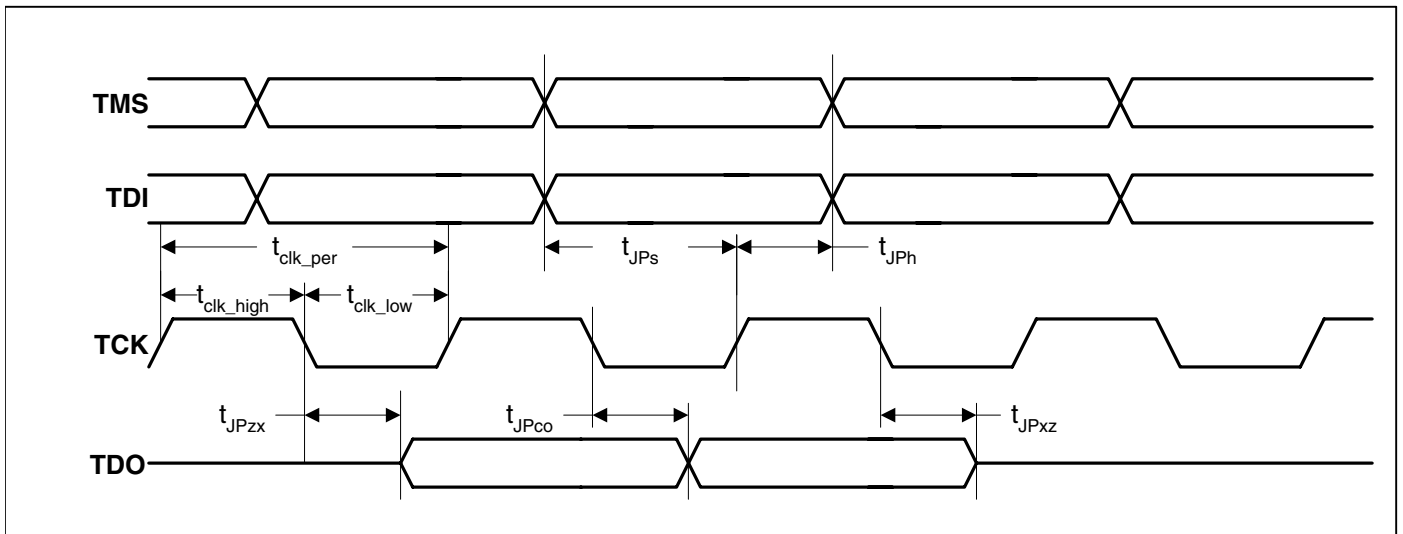 TMS
TDI
t_clk_per t_JPs t_JPh
t_clk_high t_clk_low
TCK
t_JPzx t_JPco t_JPxz
TDO